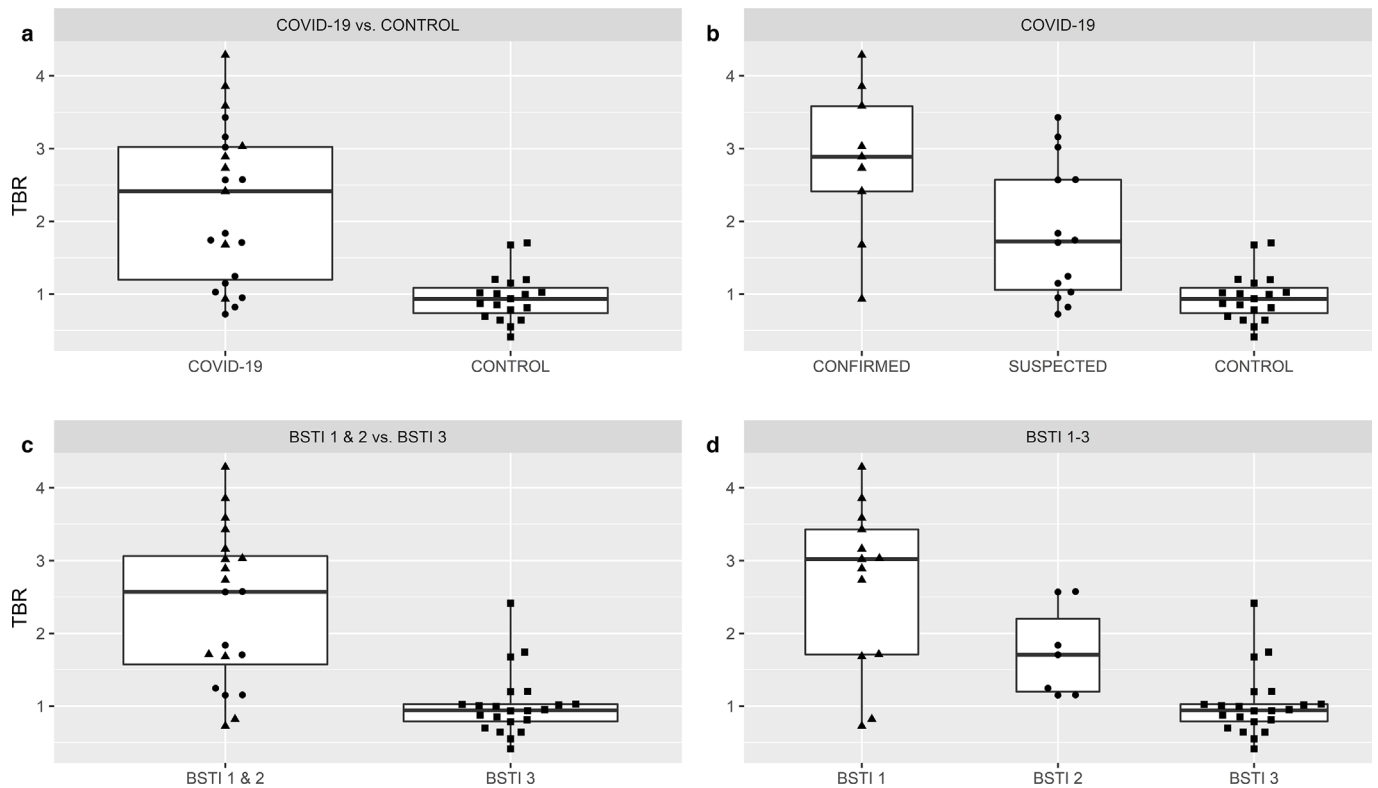 a
COVID-19 vs. CONTROL
TBR
4
3
2
1
COVID-19 CONTROL
b
COVID-19
4
3
2
1
CONFIRMED SUSPECTED CONTROL
c
BSTI 1 & 2 vs. BSTI 3
TBR
4
3
2
1
BSTI 1 & 2 BSTI 3
d
BSTI 1-3
4
3
2
1
BSTI 1 BSTI 2 BSTI 3